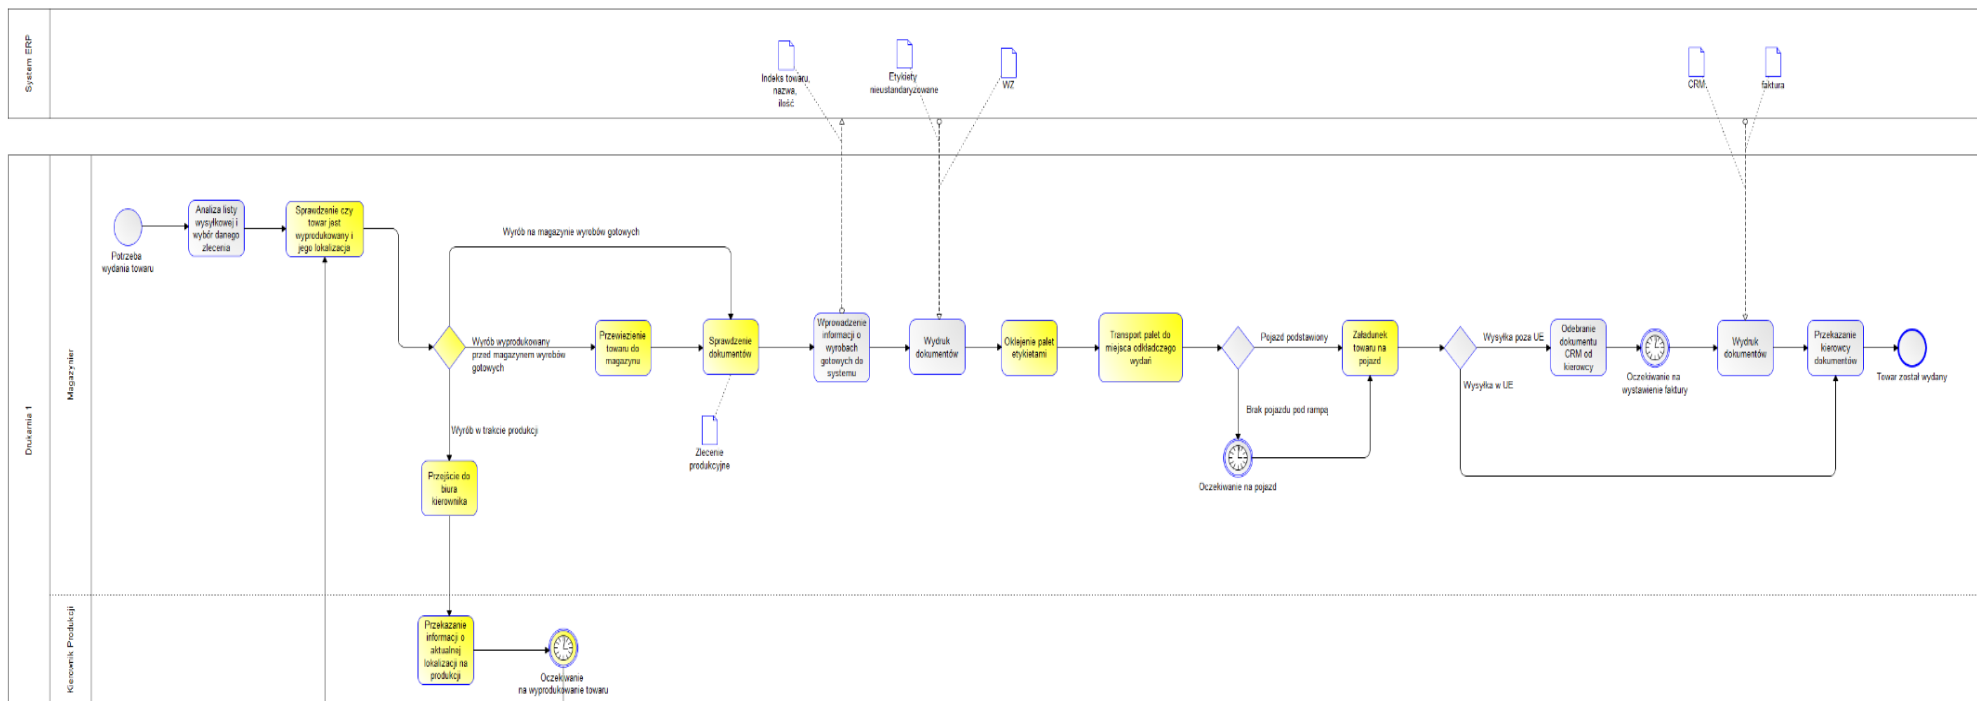 System ERP
Indeks towaru,
nazwa,
ilość
Etykiety
nieustandaryzowane
WZ
CRM,
faktura
Drukarnia 1
Magazynier
Potrzeba
wydania towaru
Analiza listy
wysyłkowej i
wybór danego
zlecenia
Sprawdzenie czy
towar jest
wyprodukowany i
jego lokalizacja
Wyrób na magazynie wyrobów gotowych
Wyrób wyprodukowany
przed magazynem wyrobów
gotowych
Wyrób w trakcie produkcji
Przewiezienie
towaru do
magazynu
Sprawdzenie
dokumentów
Zlecenie
produkcyjne
Wprowadzenie
informacji o
wyrobach
gotowych do
systemu
Wydruk
dokumentów
Oklejenie palet
etykietami
Transport palet do
miejsca odkładczego
wydań
Pojazd podstawiony
Brak pojazdu pod rampą
Oczekiwanie na pojazd
Załadunek
towaru na
pojazd
Wysyłka poza UE
Wysyłka w UE
Odebranie
dokumentu
CRM od
kierowcy
Oczekiwanie na
wystawienie faktury
Wydruk
dokumentów
Przekazanie
kierowcy
dokumentów
Towar został wydany
Przejście do
biura
kierownika
Kierownik Produkcji
Przekazanie
informacji o
aktualnej
lokalizacji na
produkcji
Oczekiwanie
na wyprodukowanie towaru